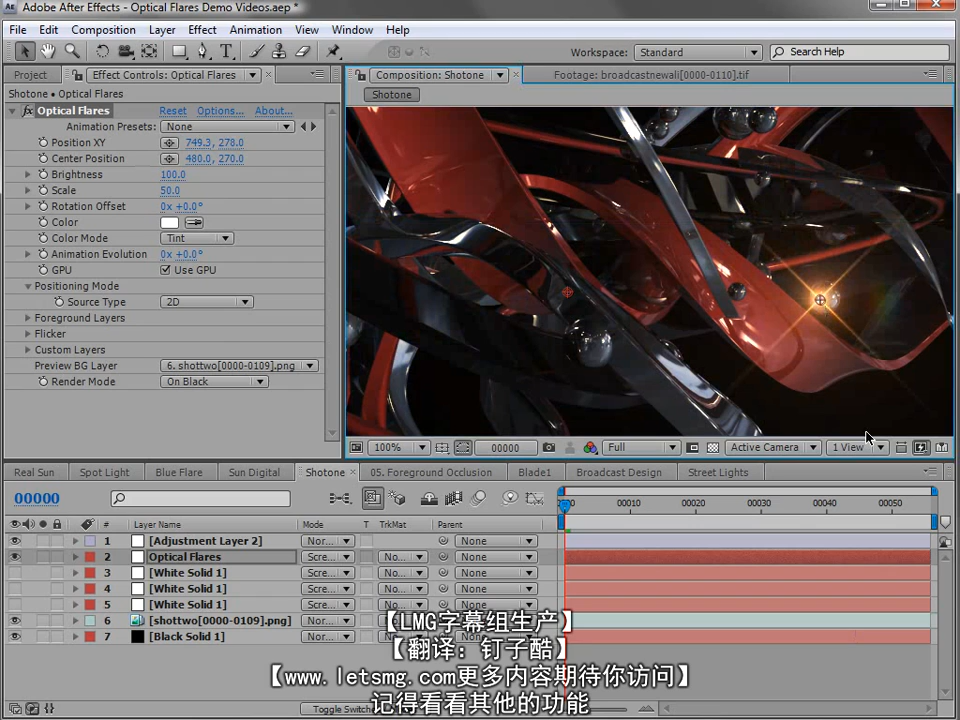 Adobe After Effects - Optical Flares Demo Videos.aep *
File Edit Composition Layer Effect Animation View Window Help
Workspace: Standard Search Help
Project Effect Controls: Optical Flares Composition: Shotone Footage: broadcastnewali[0000-0110].tif
Shotone • Optical Flares
Shotone
fx Optical Flares Reset Options... About...
Animation Presets: None
Position XY 749.3, 278.0
Center Position 480.0, 270.0
Brightness 100.0
Scale 50.0
Rotation Offset 0x +0.0°
Color
Color Mode Tint
Animation Evolution 0x +0.0°
GPU Use GPU
Positioning Mode
Source Type 2D
Foreground Layers
Flicker
Custom Layers
Preview BG Layer 6. shottwo[0000-0109].png
Render Mode On Black
100% 00000 Full Active Camera 1 View
Real Sun Spot Light Blue Flare Sun Digital Shotone 05. Foreground Occlusion Blade1 Broadcast Design Street Lights
00000
00010 00020 00030 00040 00050
# Layer Name Mode T TrkMat Parent
1 [Adjustment Layer 2] Nor... None
2 Optical Flares Scre... No... None
3 [White Solid 1] Scre... No... None
4 [White Solid 1] Scre... No... None
5 [White Solid 1] Scre... No... None
6 [shottwo[0000-0109].png] Nor...
7 [Black Solid 1] Nor...
【LMG字幕组生产】
【翻译：钉子酷】
【www.letsmg.com更多内容期待你访问】
记得看看其他的功能
Toggle Switch